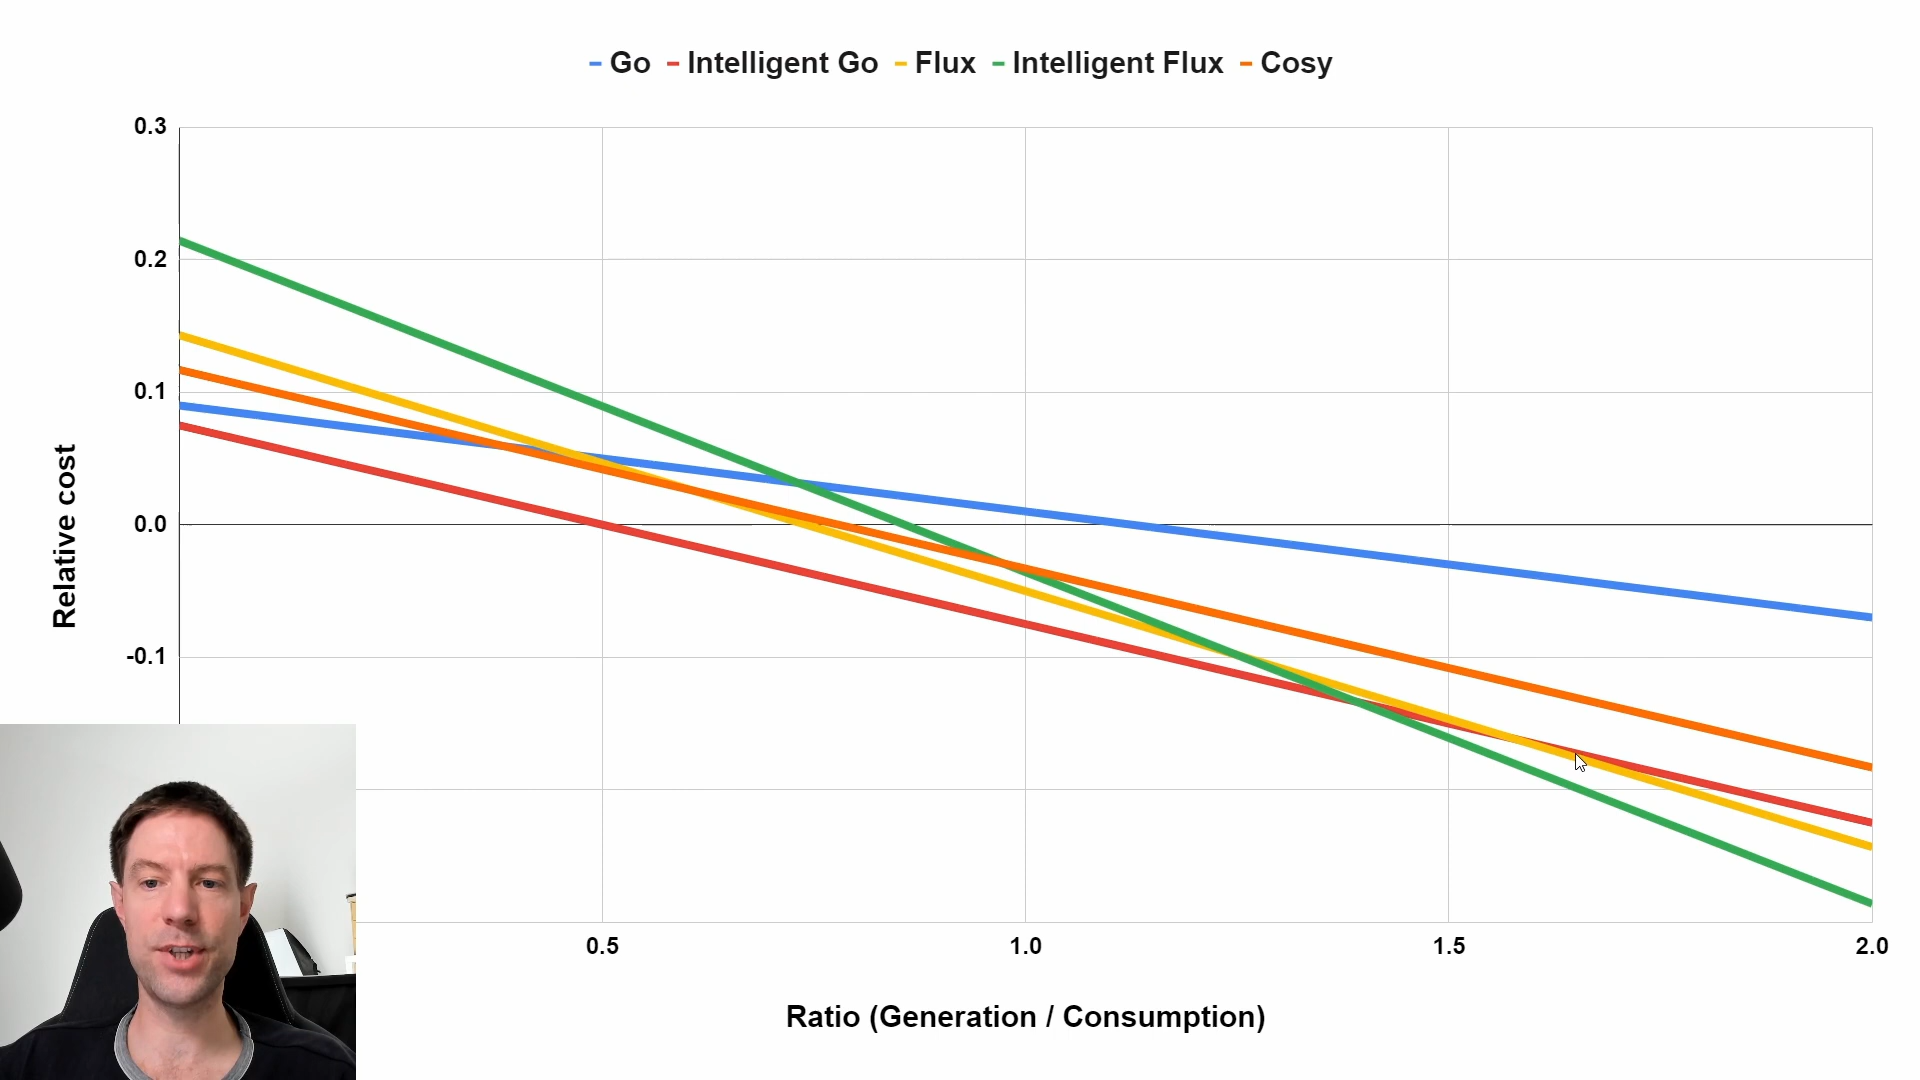 Go Intelligent Go Flux Intelligent Flux Cosy
0.3
0.2
0.1
0.0
-0.1
Relative cost
0.5 1.0 1.5 2.0
Ratio (Generation / Consumption)